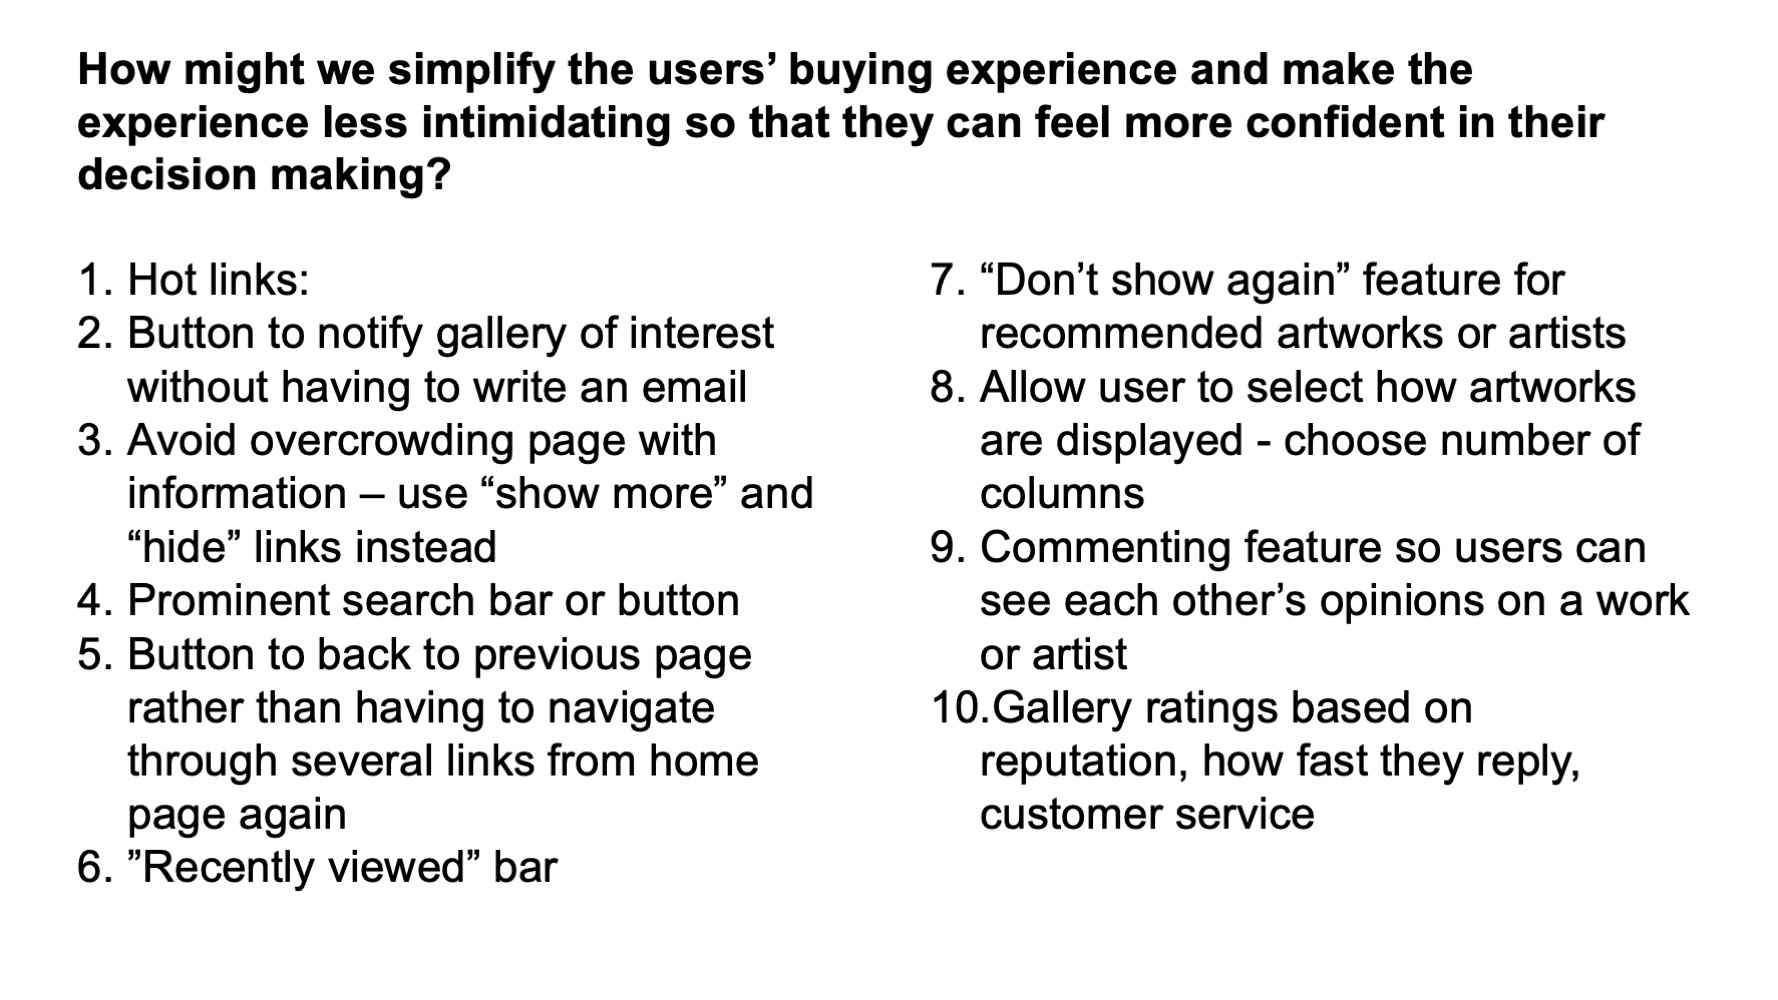 How might we simplify the users’ buying experience and make the
experience less intimidating so that they can feel more confident in their
decision making?
1. Hot links:
2. Button to notify gallery of interest
without having to write an email
3. Avoid overcrowding page with
information – use “show more” and
“hide” links instead
4. Prominent search bar or button
5. Button to back to previous page
rather than having to navigate
through several links from home
page again
6. ”Recently viewed” bar
7. “Don’t show again” feature for
recommended artworks or artists
8. Allow user to select how artworks
are displayed - choose number of
columns
9. Commenting feature so users can
see each other’s opinions on a work
or artist
10.Gallery ratings based on
reputation, how fast they reply,
customer service